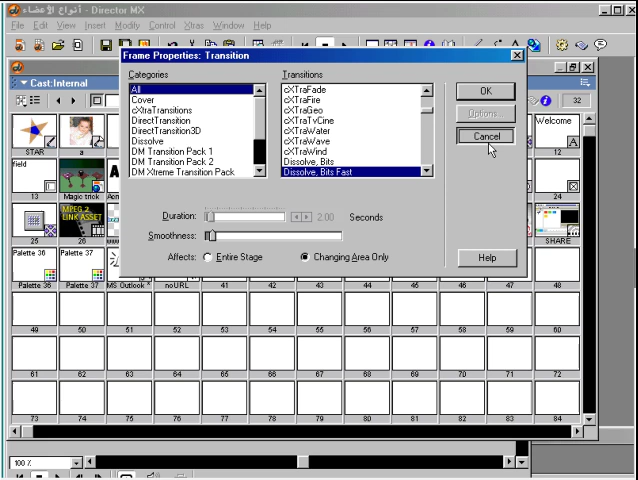 أنواع الأعضاء - Director MX
File Edit View Insert Modify Control Xtras Window Help
Frame Properties: Transition
Cast:Internal
32
Categories
All
Cover
cXtraTransitions
DirectTransition
DirectTransition3D
Dissolve
DM Transition Pack 1
DM Transition Pack 2
DM Xtreme Transition Pack
Transitions
cXTraFade
cXTraFire
cXTraGeo
cXTraTvCine
cXTraWater
cXTraWave
cXTraWind
Dissolve, Bits
Dissolve, Bits Fast
OK
Options...
Cancel
Help
Duration: 2.00 Seconds
Smoothness:
Affects: Entire Stage Changing Area Only
Welcome
STAR a 12
field
13 Magic trick 24
MPEG 2
LINK ASSET
25 26 SHARE
Palette 36 Palette 37
Palette 36 Palette 37 MS Outlook * noURL 41 42 43 44 45 46 47 48
49 50 51 52 53 54 55 56 57 58 59 60
61 62 63 64 65 66 67 68 69 70 71 72
73 74 75 76 77 78 79 80 81 82 83 84
100 %